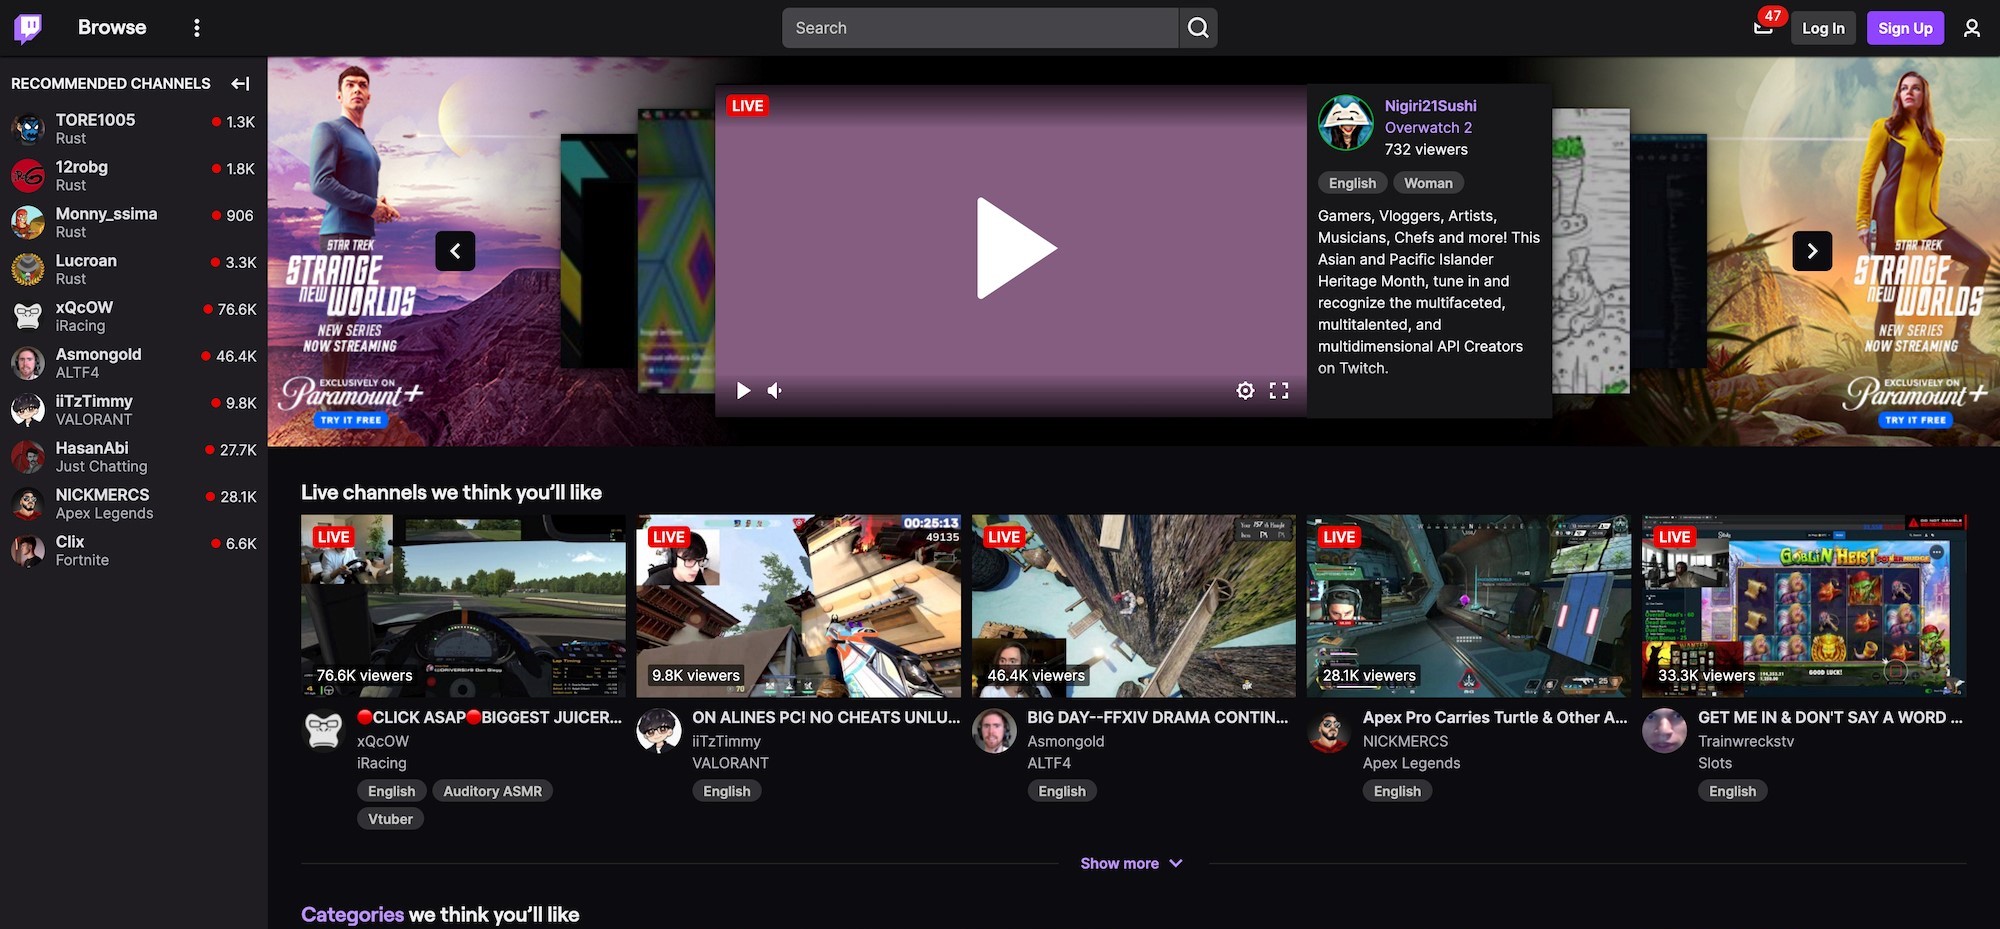 Browse
Search
47
Log In
Sign Up
RECOMMENDED CHANNELS
TORE1005
1.3K
Rust
12robg
1.8K
Rust
Monny_ssima
906
Rust
Lucroan
3.3K
Rust
xQcOW
76.6K
iRacing
Asmongold
46.4K
ALTF4
iiTzTimmy
9.8K
VALORANT
HasanAbi
27.7K
Just Chatting
NICKMERCS
28.1K
Apex Legends
Clix
6.6K
Fortnite
STAR TREK
STRANGE
NEW WORLDS
NEW SERIES
NOW STREAMING
EXCLUSIVELY ON
Paramount+
TRY IT FREE
LIVE
Nigiri21Sushi
Overwatch 2
732 viewers
English
Woman
Gamers, Vloggers, Artists,
Musicians, Chefs and more! This
Asian and Pacific Islander
Heritage Month, tune in and
recognize the multifaceted,
multitalented, and
multidimensional API Creators
on Twitch.
STAR TREK
STRANGE
NEW WORLDS
NEW SERIES
NOW STREAMING
EXCLUSIVELY ON
Paramount+
TRY IT FREE
Live channels we think you'll like
LIVE
76.6K viewers
CLICK ASAP BIGGEST JUICER...
xQcOW
iRacing
English
Auditory ASMR
Vtuber
LIVE
00:25:13
49135
9.8K viewers
ON ALINES PC! NO CHEATS UNLU...
iiTzTimmy
VALORANT
English
LIVE
46.4K viewers
BIG DAY--FFXIV DRAMA CONTIN...
Asmongold
ALTF4
English
LIVE
28.1K viewers
Apex Pro Carries Turtle & Other A...
NICKMERCS
Apex Legends
English
LIVE
GOBLIN HEIST
GOOD LUCK!
33.3K viewers
GET ME IN & DON'T SAY A WORD ...
Trainwreckstv
Slots
English
Show more
Categories we think you'll like